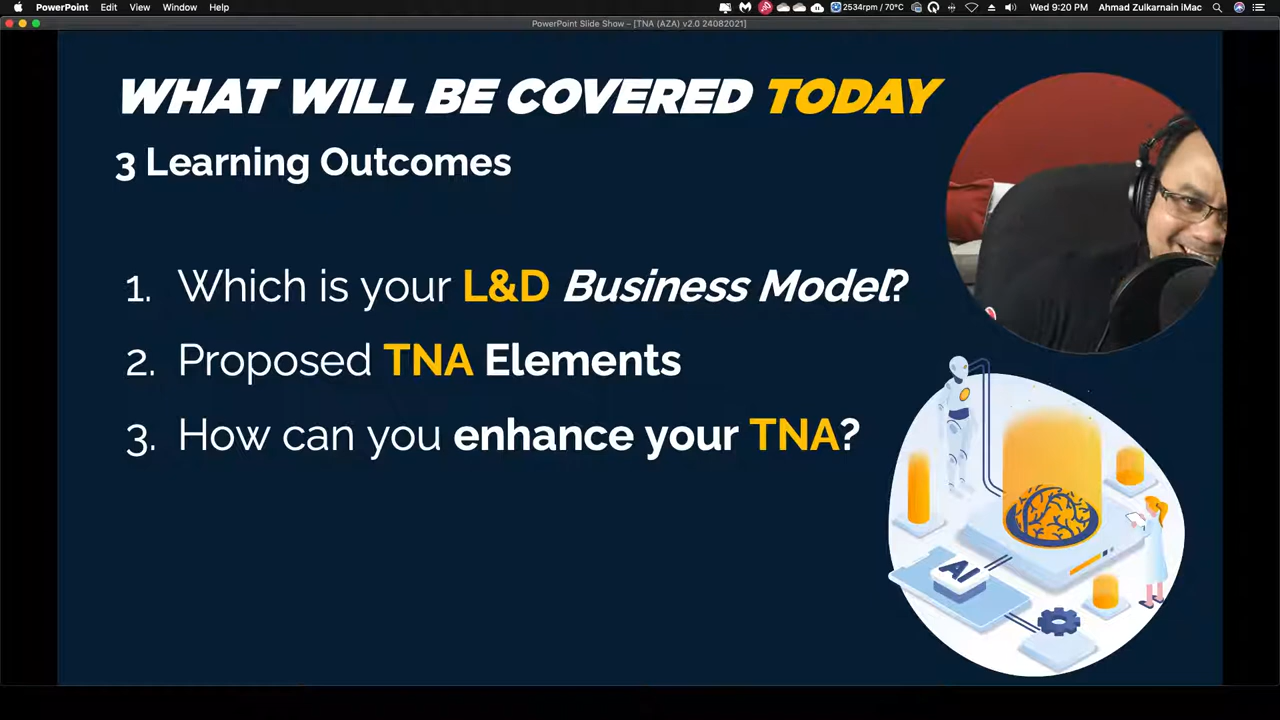 PowerPoint Edit View Window Help 2534rpm / 70°C Wed 9:20 PM Ahmad Zulkarnain iMac
PowerPoint Slide Show - [TNA (AZA) v2.0 24082021]
WHAT WILL BE COVERED TODAY
3 Learning Outcomes
1. Which is your L&D Business Model?
2. Proposed TNA Elements
3. How can you enhance your TNA?
AI